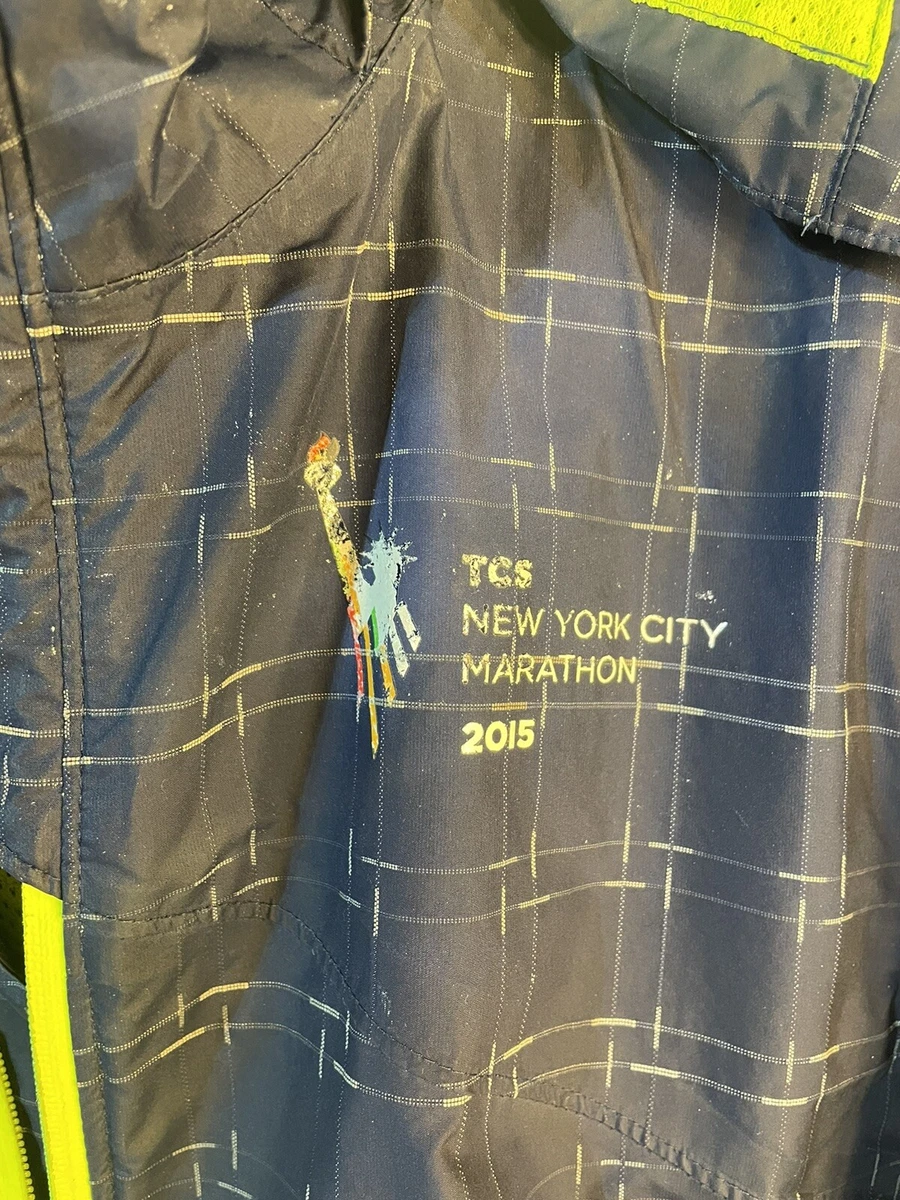 TCS
NEW YORK CITY
MARATHON
2015